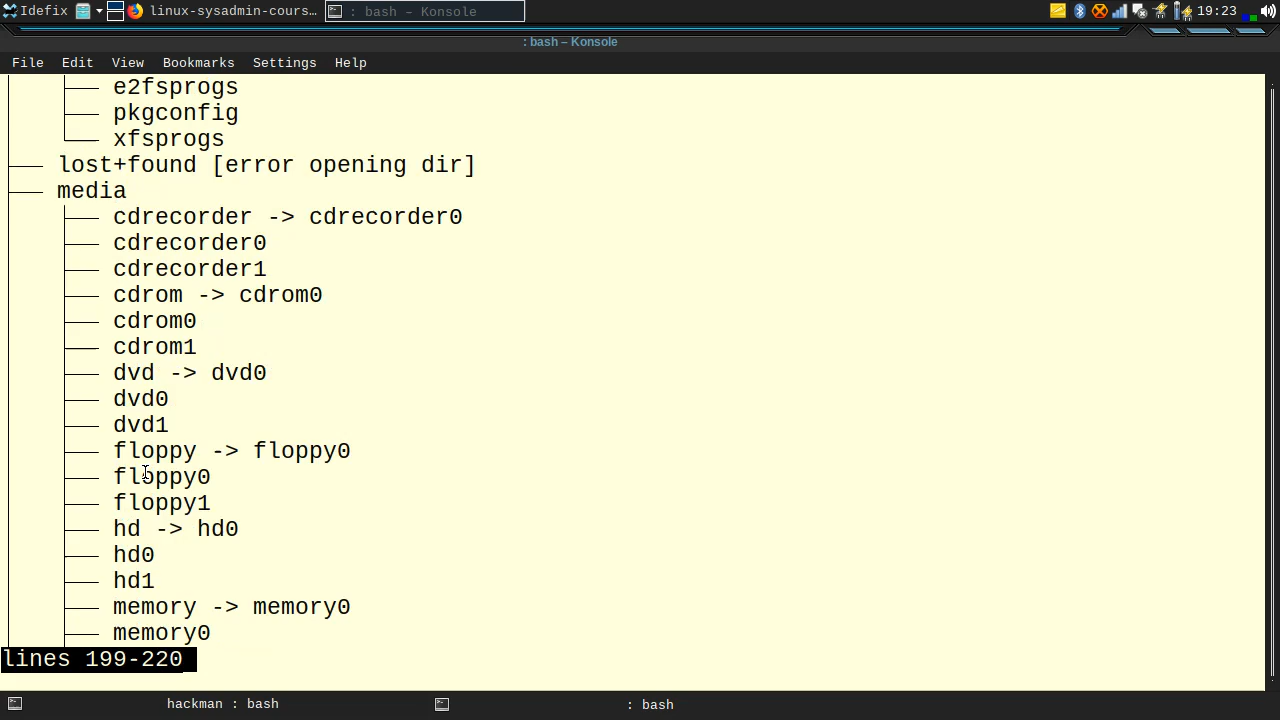 Idefix linux-sysadmin-cours… : bash – Konsole 19:23
: bash – Konsole
File Edit View Bookmarks Settings Help
├── e2fsprogs
├── pkgconfig
└── xfsprogs
├── lost+found [error opening dir]
├── media
├── cdrecorder -> cdrecorder0
├── cdrecorder0
├── cdrecorder1
├── cdrom -> cdrom0
├── cdrom0
├── cdrom1
├── dvd -> dvd0
├── dvd0
├── dvd1
├── floppy -> floppy0
├── floppy0
├── floppy1
├── hd -> hd0
├── hd0
├── hd1
├── memory -> memory0
├── memory0
lines 199-220
hackman : bash : bash